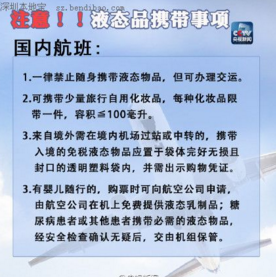 深圳本地宝 sz.bendibao.com
注意！！液态品携带事项
CCTV
央视新闻
国内航班：
1.一律禁止随身携带液态物品，但可办理交运。
2.可携带少量旅行自用化妆品，每种化妆品限
带一件，容积≦100毫升。
3.来自境外需在境内机场过站或中转的，携带
入境的免税液态物品应置于袋体完好无损且
封口的透明塑料袋内，并需出示购物凭证。
3.有婴儿随行的，购票时可向航空公司申请，
由航空公司在机上免费提供液态乳制品；糖
尿病患者或其他患者携带必需的液态物品，
经安全检查确认无疑后，交由机组保管。